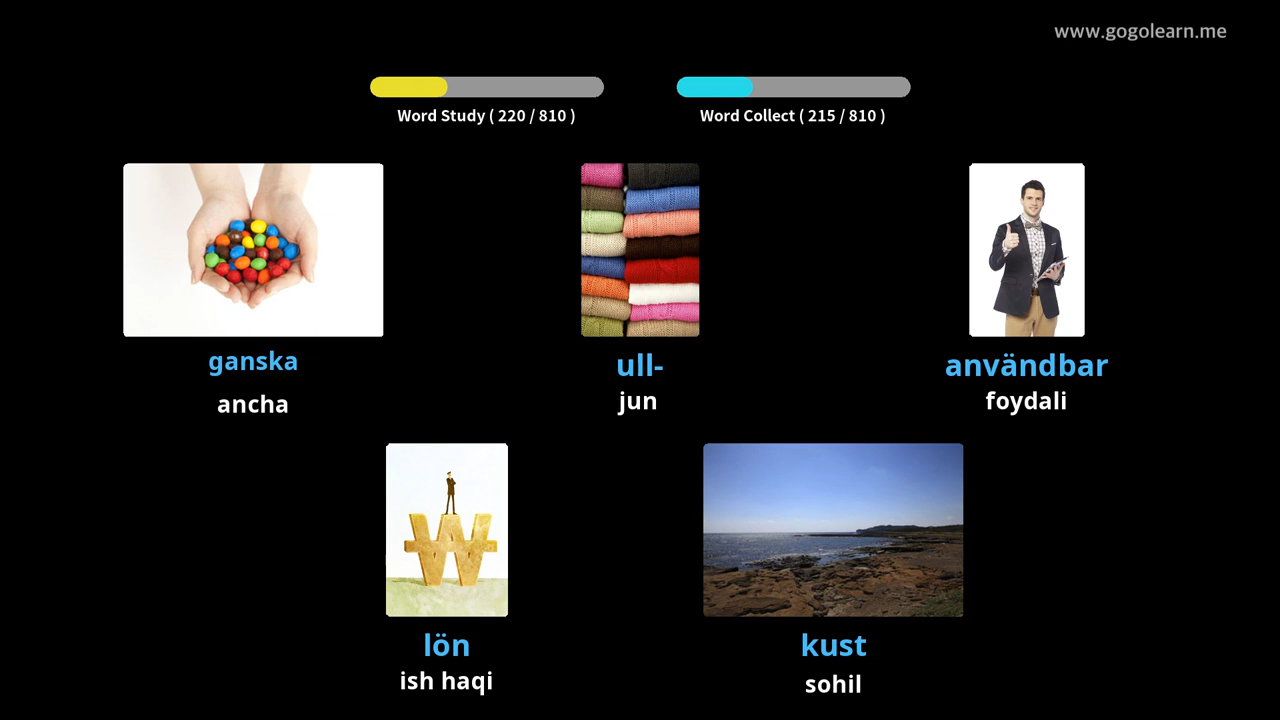 www.gogolearn.me
Word Study ( 220 / 810 )
Word Collect ( 215 / 810 )
ganska
ancha
ull-
jun
användbar
foydali
lön
ish haqi
kust
sohil